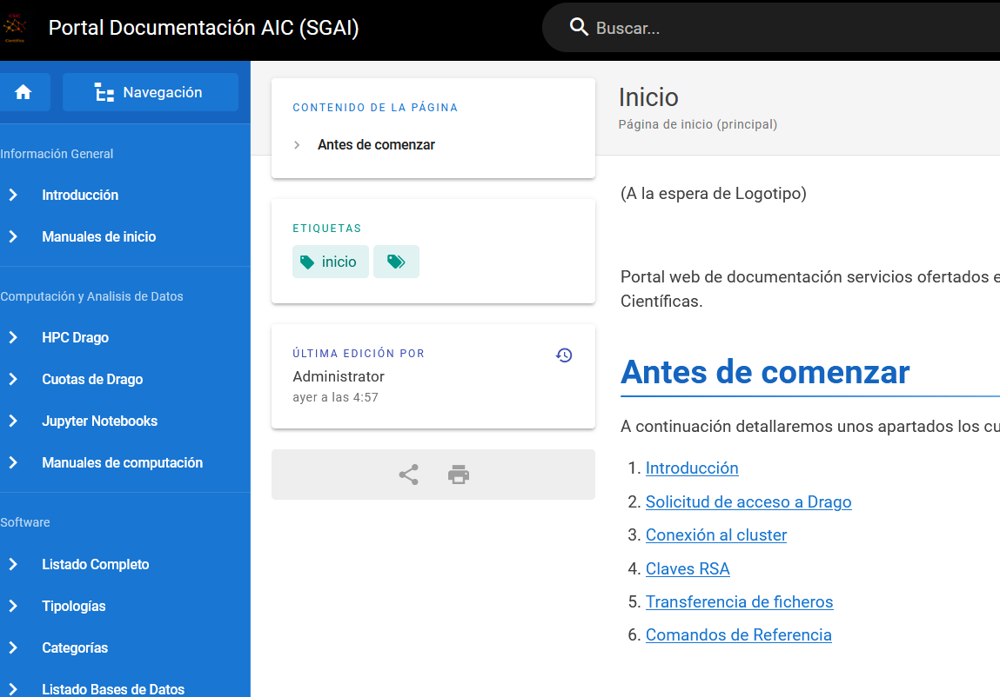 CSIC
Científica
Portal Documentación AIC (SGAI)
Buscar...
Navegación
Información General
Introducción
Manuales de inicio
Computación y Analisis de Datos
HPC Drago
Cuotas de Drago
Jupyter Notebooks
Manuales de computación
Software
Listado Completo
Tipologías
Categorías
Listado Bases de Datos
CONTENIDO DE LA PÁGINA
Antes de comenzar
ETIQUETAS
inicio
ÚLTIMA EDICIÓN POR
Administrator
ayer a las 4:57
Inicio
Página de inicio (principal)
(A la espera de Logotipo)
Portal web de documentación servicios ofertados
Científicas.
Antes de comenzar
A continuación detallaremos unos apartados los
1. Introducción
2. Solicitud de acceso a Drago
3. Conexión al cluster
4. Claves RSA
5. Transferencia de ficheros
6. Comandos de Referencia